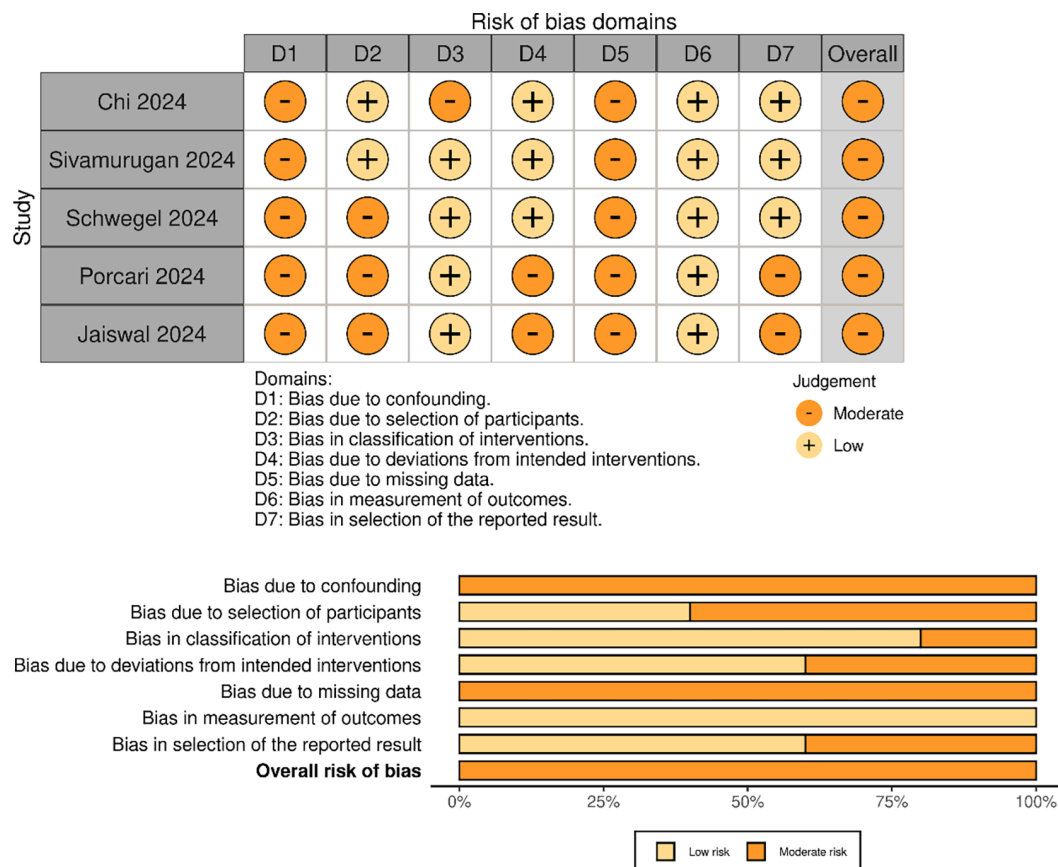 Risk of bias domains
D1 D2 D3 D4 D5 D6 D7 Overall
Study
Chi 2024 - + - + - + + -
Sivamurugan 2024 - + + + - + + -
Schwegel 2024 - - + + - + + -
Porcari 2024 - - + - - + - -
Jaiswal 2024 - - + - - + - -
Domains:
D1: Bias due to confounding.
D2: Bias due to selection of participants.
D3: Bias in classification of interventions.
D4: Bias due to deviations from intended interventions.
D5: Bias due to missing data.
D6: Bias in measurement of outcomes.
D7: Bias in selection of the reported result.
Judgement
- Moderate
+ Low
Bias due to confounding
Bias due to selection of participants
Bias in classification of interventions
Bias due to deviations from intended interventions
Bias due to missing data
Bias in measurement of outcomes
Bias in selection of the reported result
Overall risk of bias
0% 25% 50% 75% 100%
Low risk Moderate risk